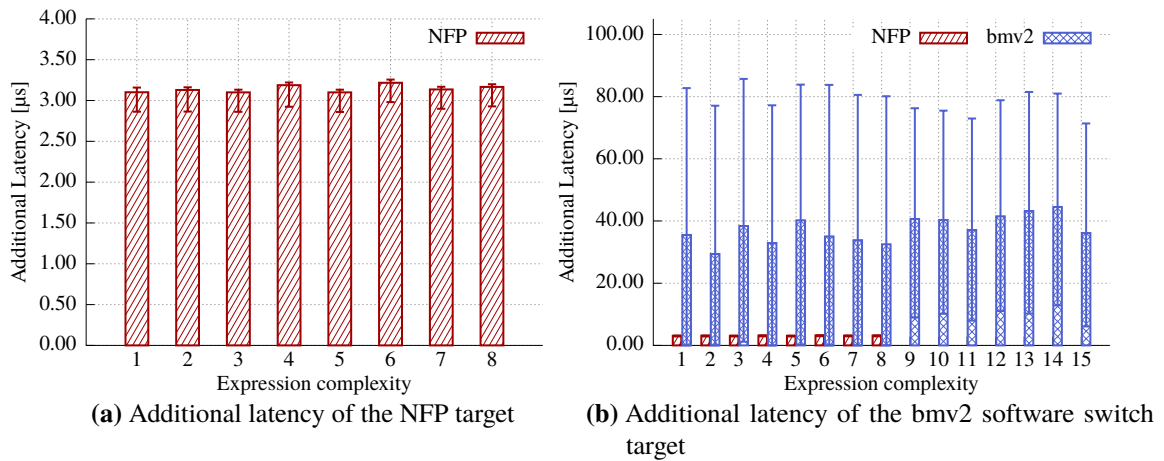 4.00
3.50
3.00
2.50
2.00
1.50
1.00
0.50
0.00
Additional Latency [µs]
NFP
1 2 3 4 5 6 7 8
Expression complexity
(a) Additional latency of the NFP target
100.00
80.00
60.00
40.00
20.00
0.00
Additional Latency [µs]
NFP bmv2
1 2 3 4 5 6 7 8 9 10 11 12 13 14 15
Expression complexity
(b) Additional latency of the bmv2 software switch
target